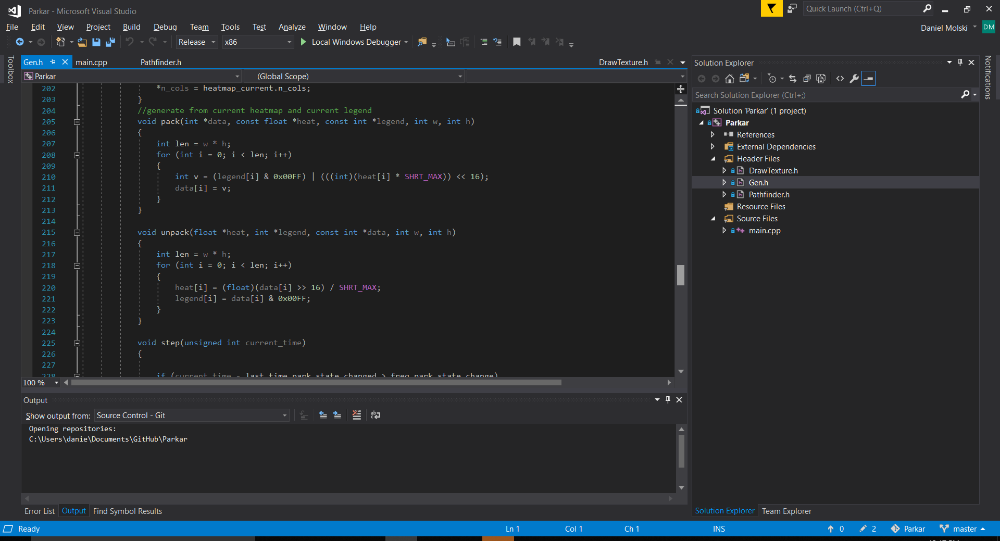 Parkar - Microsoft Visual Studio
Quick Launch (Ctrl+Q)
File Edit View Project Build Debug Team Tools Test Analyze Window Help
Daniel Molski DM
Release x86 Local Windows Debugger
Toolbox
Gen.h main.cpp Pathfinder.h DrawTexture.h
Parkar (Global Scope)
202 *n_cols = heatmap_current.n_cols;
203 }
204 //generate from current heatmap and current legend
205 void pack(int *data, const float *heat, const int *legend, int w, int h)
206 {
207 int len = w * h;
208 for (int i = 0; i < len; i++)
209 {
210 int v = (legend[i] & 0x00FF) | (((int)(heat[i] * SHRT_MAX)) << 16);
211 data[i] = v;
212 }
213 }
214
215 void unpack(float *heat, int *legend, const int *data, int w, int h)
216 {
217 int len = w * h;
218 for (int i = 0; i < len; i++)
219 {
220 heat[i] = (float)(data[i] >> 16) / SHRT_MAX;
221 legend[i] = data[i] & 0x00FF;
222 }
223 }
224
225 void step(unsigned int current_time)
226 {
227
228 if (current_time - last_time_park_state_changed > freq_park_state_change)
100 %
Output
Show output from: Source Control - Git
Opening repositories:
C:\Users\danie\Documents\GitHub\Parkar
Error List Output Find Symbol Results
Solution Explorer
Search Solution Explorer (Ctrl+;)
Solution 'Parkar' (1 project)
Parkar
References
External Dependencies
Header Files
DrawTexture.h
Gen.h
Pathfinder.h
Resource Files
Source Files
main.cpp
Solution Explorer Team Explorer
Notifications
Ready Ln 1 Col 1 Ch 1 INS 0 2 Parkar master